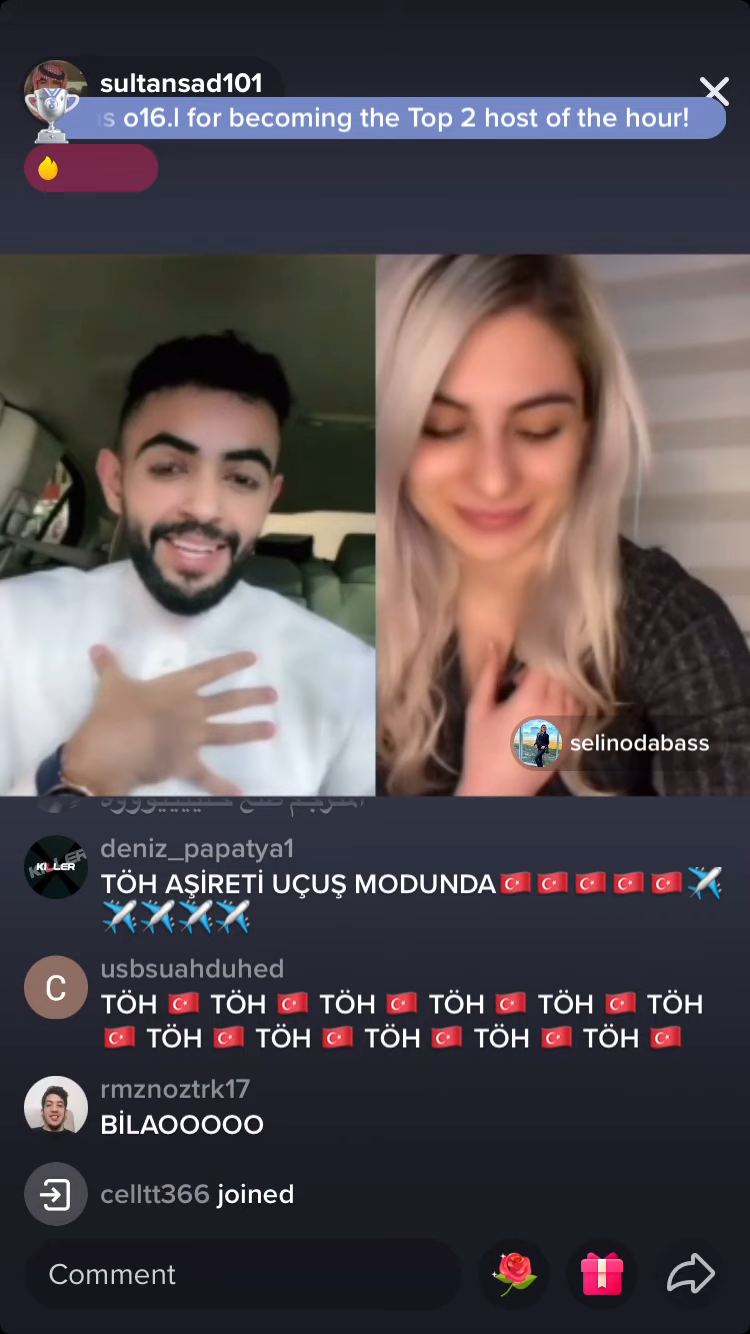 sultansad101
o16.l for becoming the Top 2 host of the hour!
selinodabass
deniz_papatya1
KILLER
TÖH AŞİRETİ UÇUŞ MODUNDA🇹🇷🇹🇷🇹🇷🇹🇷🇹🇷✈️
✈️✈️✈️✈️
usbsuahduhed
C
TÖH 🇹🇷 TÖH 🇹🇷 TÖH 🇹🇷 TÖH 🇹🇷 TÖH 🇹🇷 TÖH
🇹🇷 TÖH 🇹🇷 TÖH 🇹🇷 TÖH 🇹🇷 TÖH 🇹🇷 TÖH 🇹🇷
rmznoztrk17
BİLAOOOOO
celltt366 joined
Comment